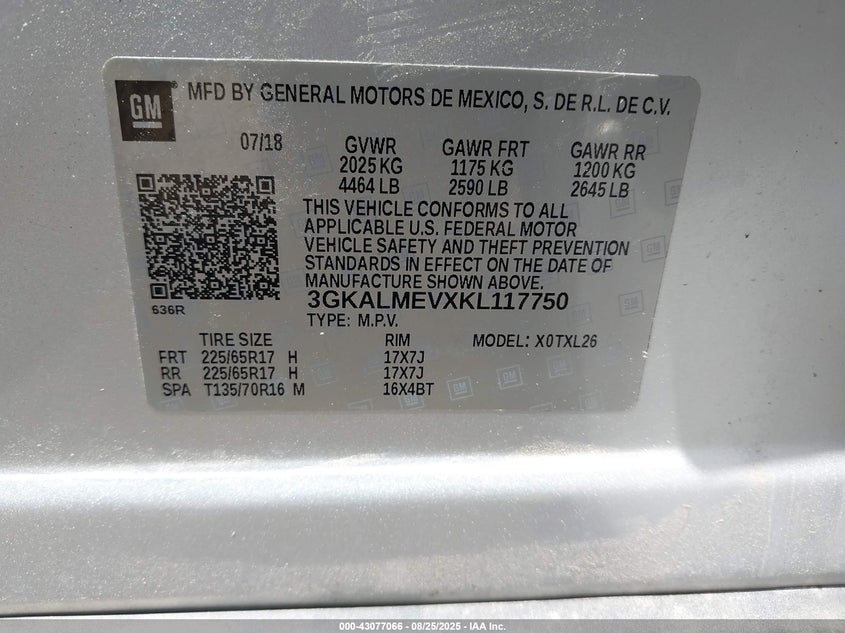 GM
MFD BY GENERAL MOTORS DE MEXICO, S. DE R.L. DE C.V.
07/18 GVWR GAWR FRT GAWR RR
2025 KG 1175 KG 1200 KG
4464 LB 2590 LB 2645 LB
THIS VEHICLE CONFORMS TO ALL
APPLICABLE U.S. FEDERAL MOTOR
VEHICLE SAFETY AND THEFT PREVENTION
STANDARDS IN EFFECT ON THE DATE OF
MANUFACTURE SHOWN ABOVE.
636R
3GKALMEVXKL117750
TYPE: M.P.V.
TIRE SIZE RIM MODEL: X0TXL26
FRT 225/65R17 H 17X7J
RR 225/65R17 H 17X7J
SPA T135/70R16 M 16X4BT
000-43077066 - 08/25/2025 - IAA Inc.